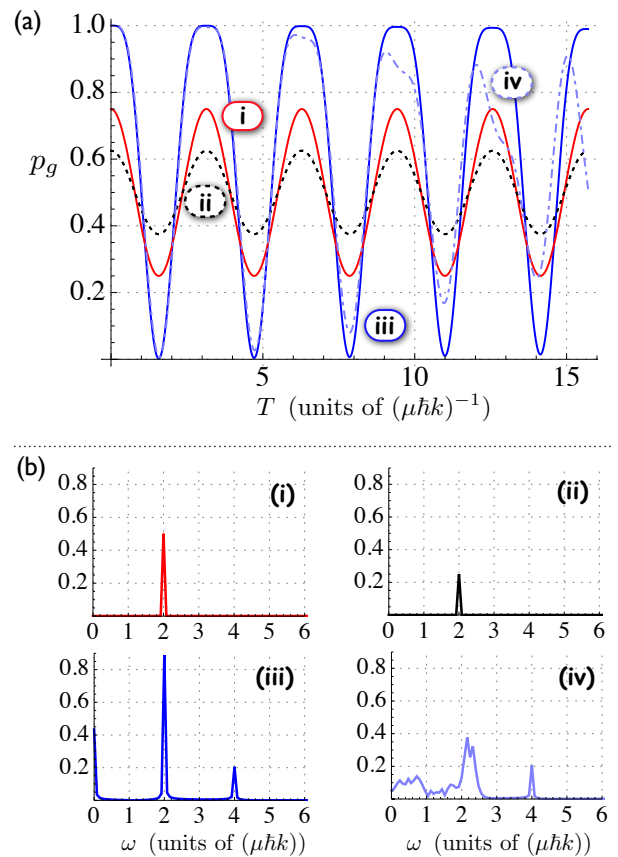 (a)
1.0
0.8
0.6
0.4
0.2
p_g
i
ii
iii
iv
5 10 15
T (units of (μℏk)⁻¹)
(b)
(i)
0.8
0.6
0.4
0.2
0 1 2 3 4 5 6
(ii)
0.8
0.6
0.4
0.2
0 1 2 3 4 5 6
(iii)
0.8
0.6
0.4
0.2
0 1 2 3 4 5 6
ω (units of (μℏk))
(iv)
0.8
0.6
0.4
0.2
0 1 2 3 4 5 6
ω (units of (μℏk))